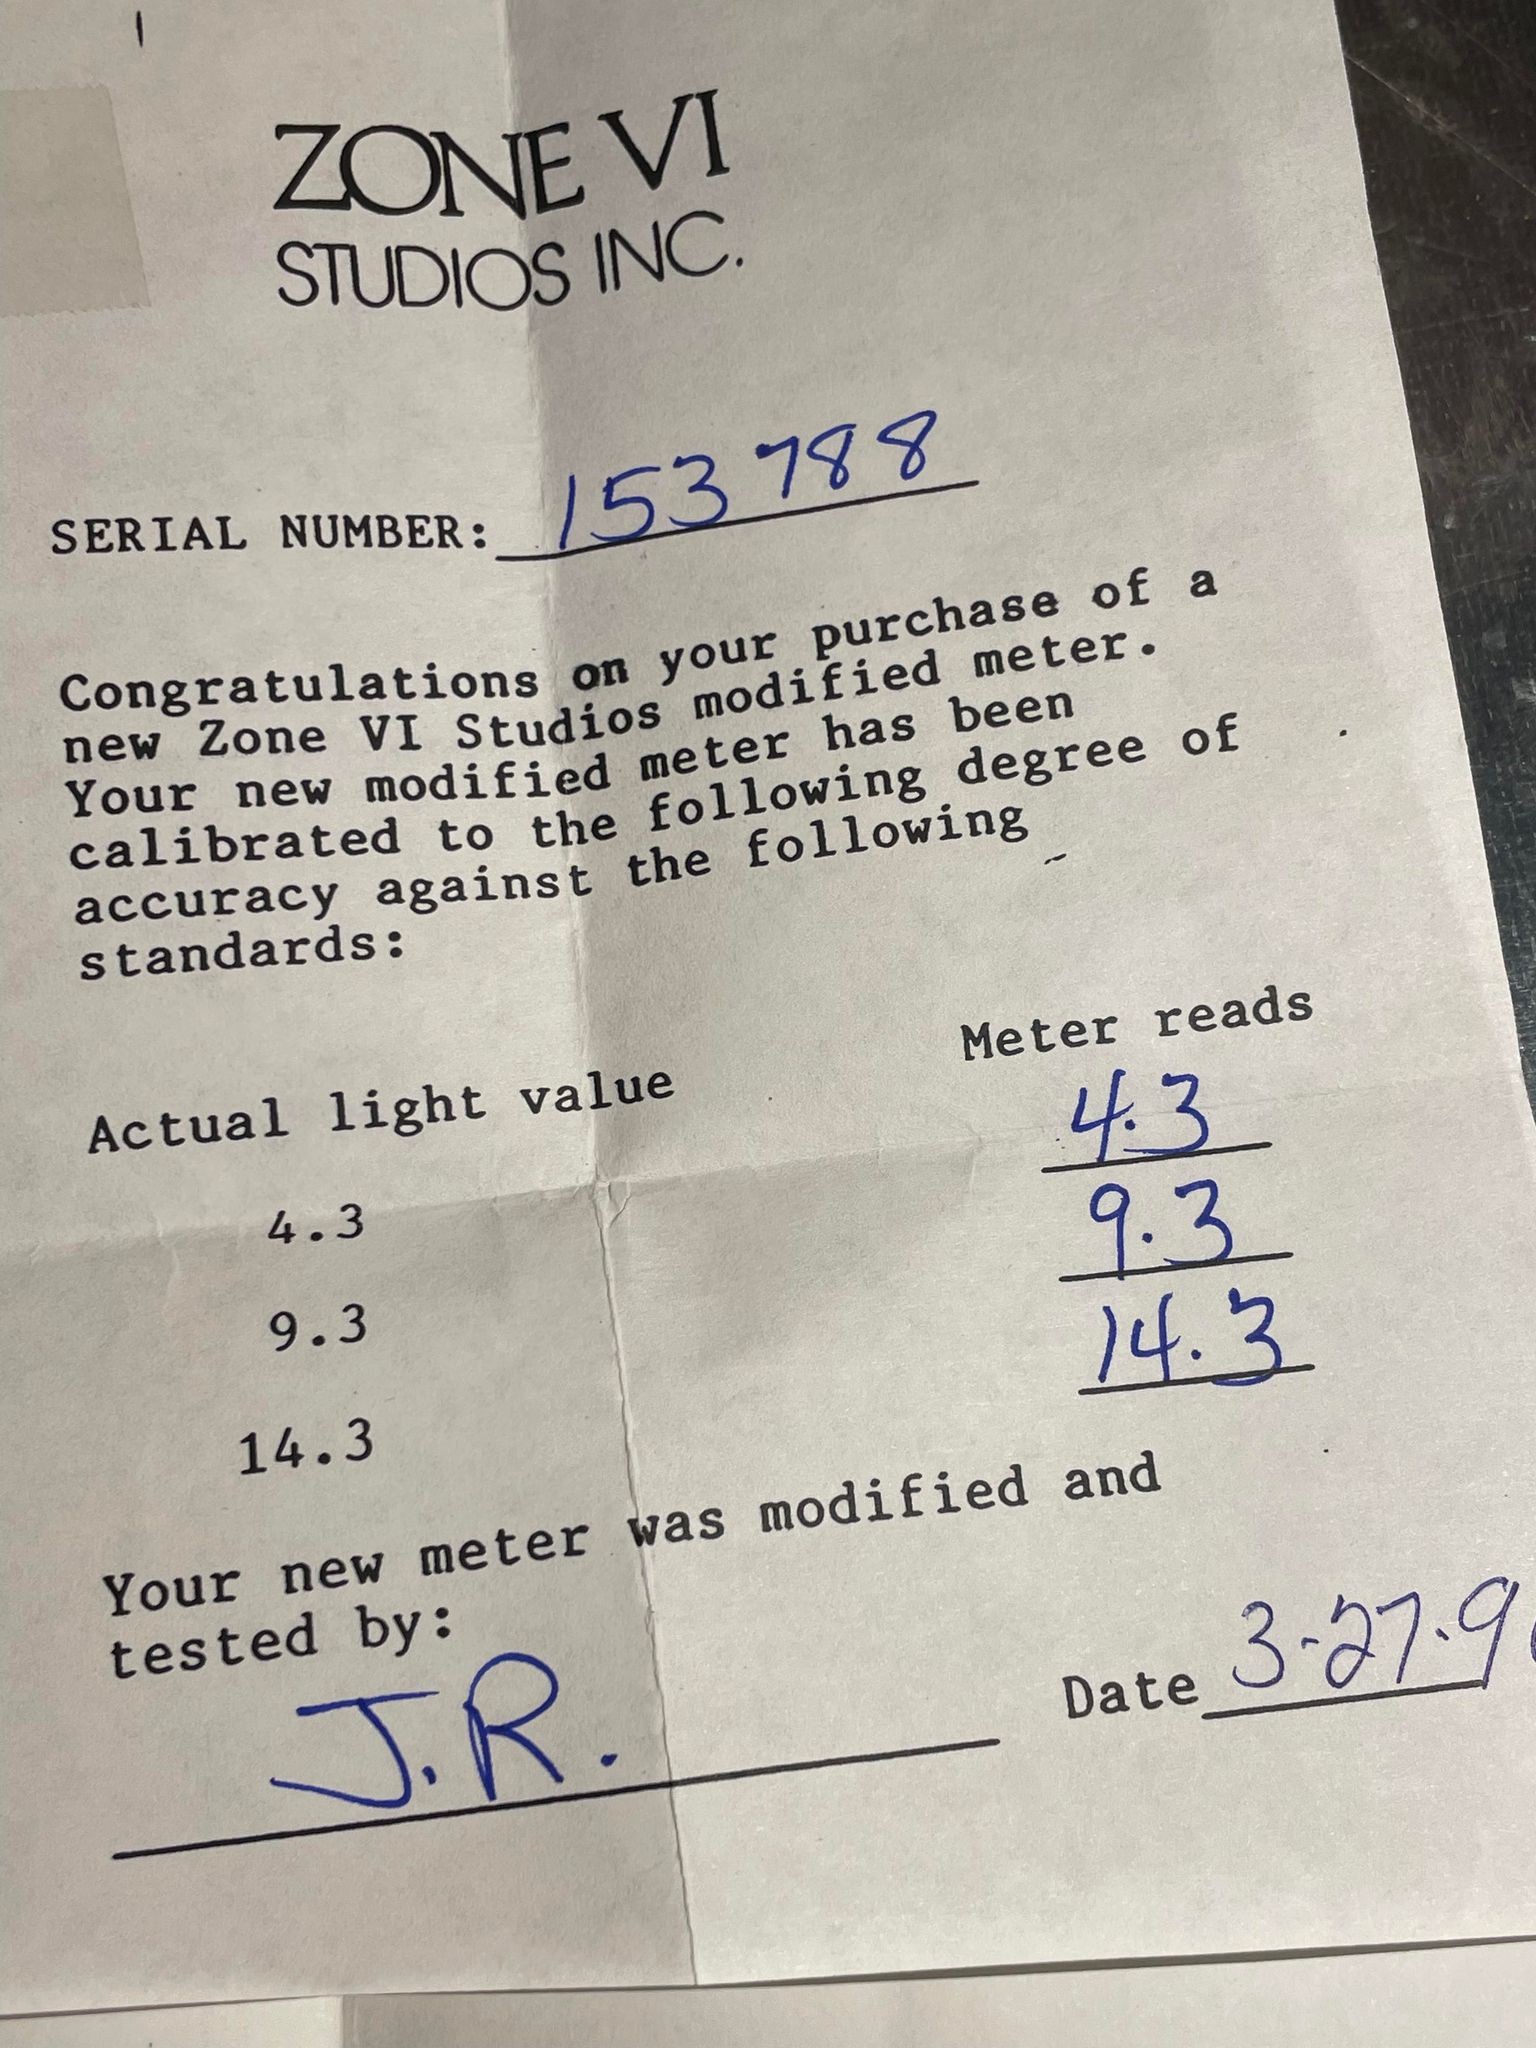 ZONE VI
STUDIOS INC.
SERIAL NUMBER: 153788
Congratulations on your purchase of a
new Zone VI Studios modified meter.
Your new modified meter has been
calibrated to the following degree of
accuracy against the following
standards:
Actual light value Meter reads
4.3 4.3
9.3 9.3
14.3 14.3
Your new meter was modified and
tested by:
J.R. Date 3-27-9